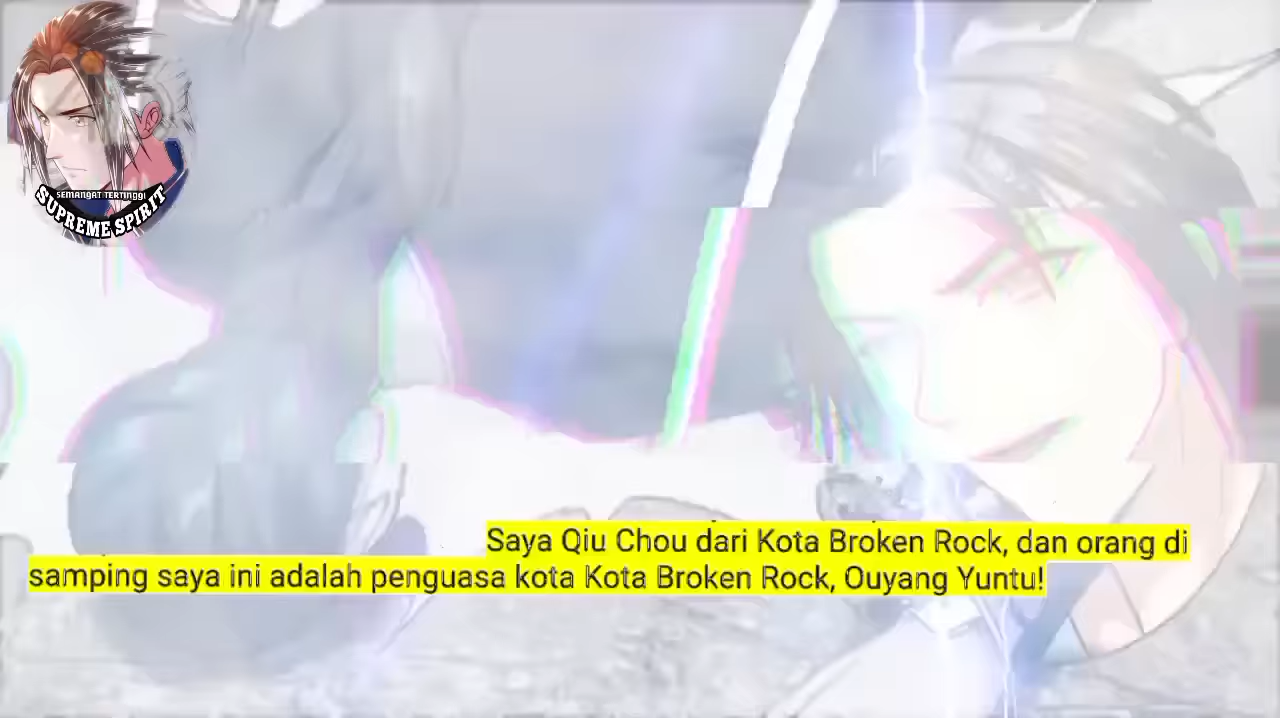 SEMANGAT TERTINGGI
SUPREME SPIRIT
Saya Qiu Chou dari Kota Broken Rock, dan orang di
samping saya ini adalah penguasa kota Kota Broken Rock, Ouyang Yuntu!